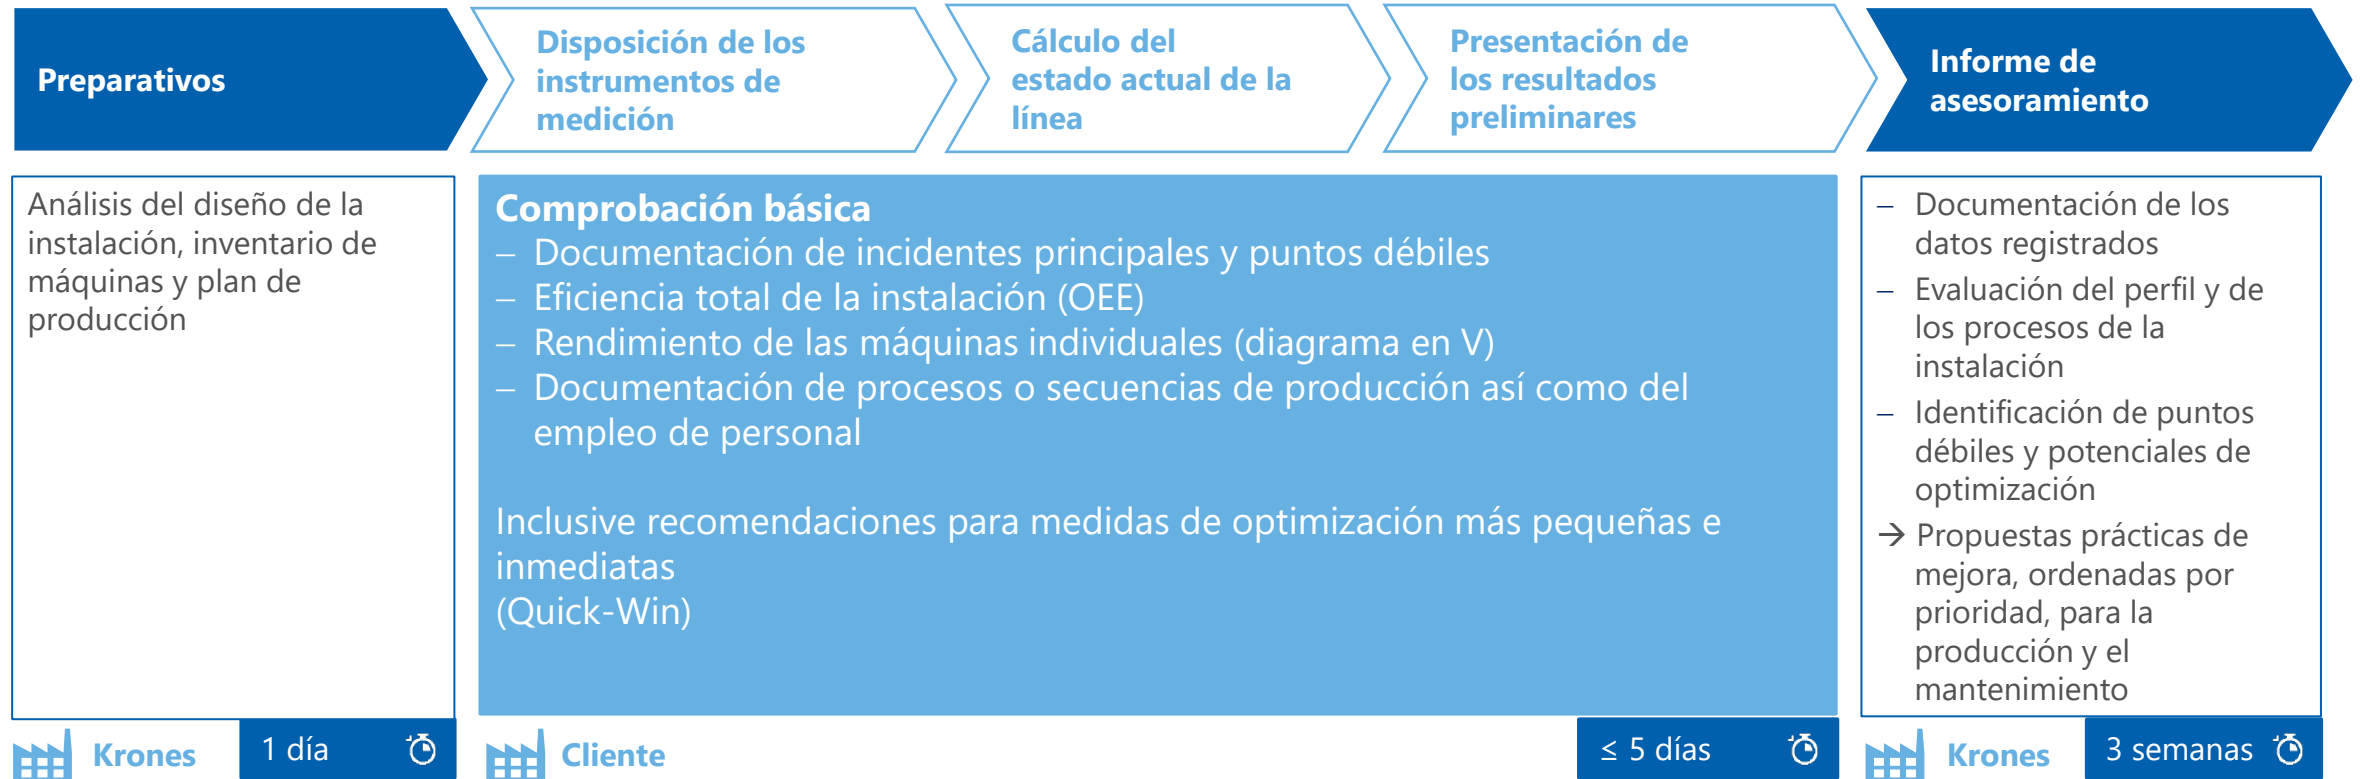 Preparativos
Disposición de los
instrumentos de
medición
Cálculo del
estado actual de la
línea
Presentación de
los resultados
preliminares
Informe de
asesoramiento
Análisis del diseño de la
instalación, inventario de
máquinas y plan de
producción
Krones
1 día
Comprobación básica
– Documentación de incidentes principales y puntos débiles
– Eficiencia total de la instalación (OEE)
– Rendimiento de las máquinas individuales (diagrama en V)
– Documentación de procesos o secuencias de producción así como del
empleo de personal
Inclusive recomendaciones para medidas de optimización más pequeñas e
inmediatas
(Quick-Win)
Cliente
≤ 5 días
– Documentación de los
datos registrados
– Evaluación del perfil y de
los procesos de la
instalación
– Identificación de puntos
débiles y potenciales de
optimización
→ Propuestas prácticas de
mejora, ordenadas por
prioridad, para la
producción y el
mantenimiento
Krones
3 semanas